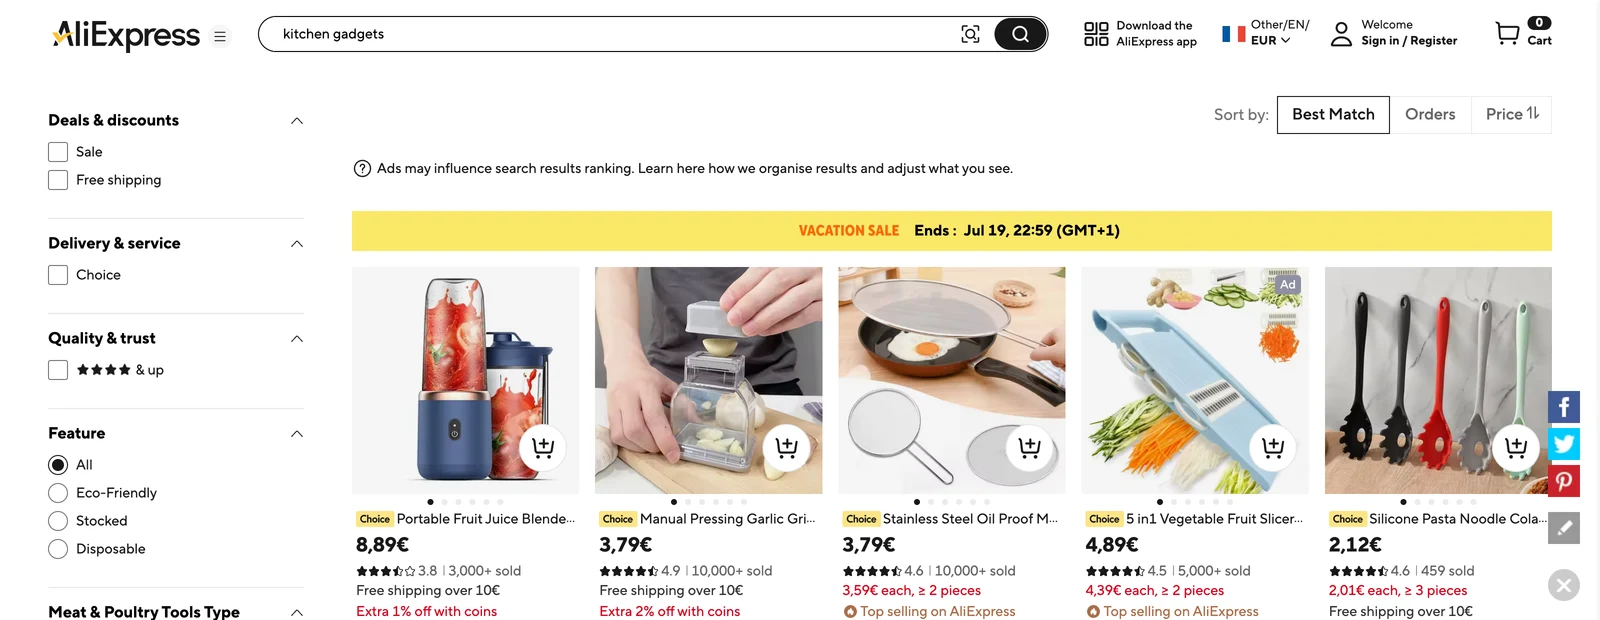 AliExpress
kitchen gadgets
Download the
AliExpress app
Other/EN/
EUR
Welcome
Sign in / Register
0
Cart
Deals & discounts
Sale
Free shipping
Delivery & service
Choice
Quality & trust
& up
Feature
All
Eco-Friendly
Stocked
Disposable
Meat & Poultry Tools Type
Sort by:
Best Match
Orders
Price
Ads may influence search results ranking. Learn here how we organise results and adjust what you see.
VACATION SALE Ends : Jul 19, 22:59 (GMT+1)
Choice Portable Fruit Juice Blende...
8,89€
3.8 | 3,000+ sold
Free shipping over 10€
Extra 1% off with coins
Choice Manual Pressing Garlic Gri...
3,79€
4.9 | 10,000+ sold
Free shipping over 10€
Extra 2% off with coins
Choice Stainless Steel Oil Proof M...
3,79€
4.6 | 10,000+ sold
3,59€ each, ≥ 2 pieces
Top selling on AliExpress
Ad
Choice 5 in1 Vegetable Fruit Slicer...
4,89€
4.5 | 5,000+ sold
4,39€ each, ≥ 2 pieces
Top selling on AliExpress
Choice Silicone Pasta Noodle Cola...
2,12€
4.6 | 459 sold
2,01€ each, ≥ 3 pieces
Free shipping over 10€